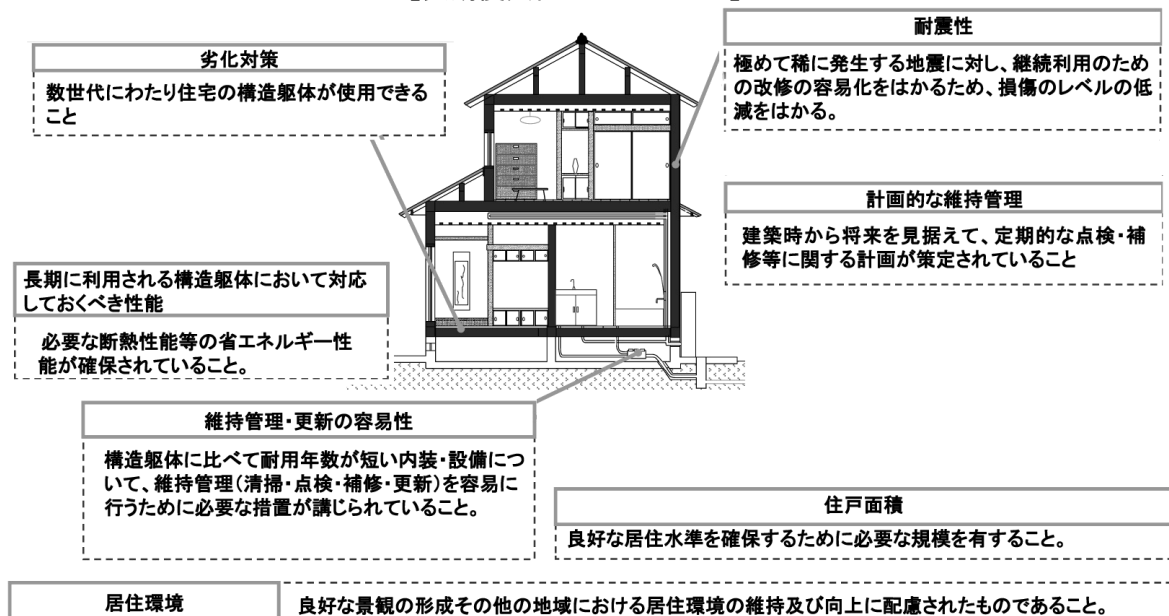 劣化対策
数世代にわたり住宅の構造躯体が使用できる
こと
耐震性
極めて稀に発生する地震に対し、継続利用のため
の改修の容易化をはかるため、損傷のレベルの低
減をはかる。
計画的な維持管理
建築時から将来を見据えて、定期的な点検・補
修等に関する計画が策定されていること
長期に利用される構造躯体において対応
しておくべき性能
必要な断熱性能等の省エネルギー性
能が確保されていること。
維持管理・更新の容易性
構造躯体に比べて耐用年数が短い内装・設備につ
いて、維持管理(清掃・点検・補修・更新)を容易に
行うために必要な措置が講じられていること。
住戸面積
良好な居住水準を確保するために必要な規模を有すること。
居住環境
良好な景観の形成その他の地域における居住環境の維持及び向上に配慮されたものであること。